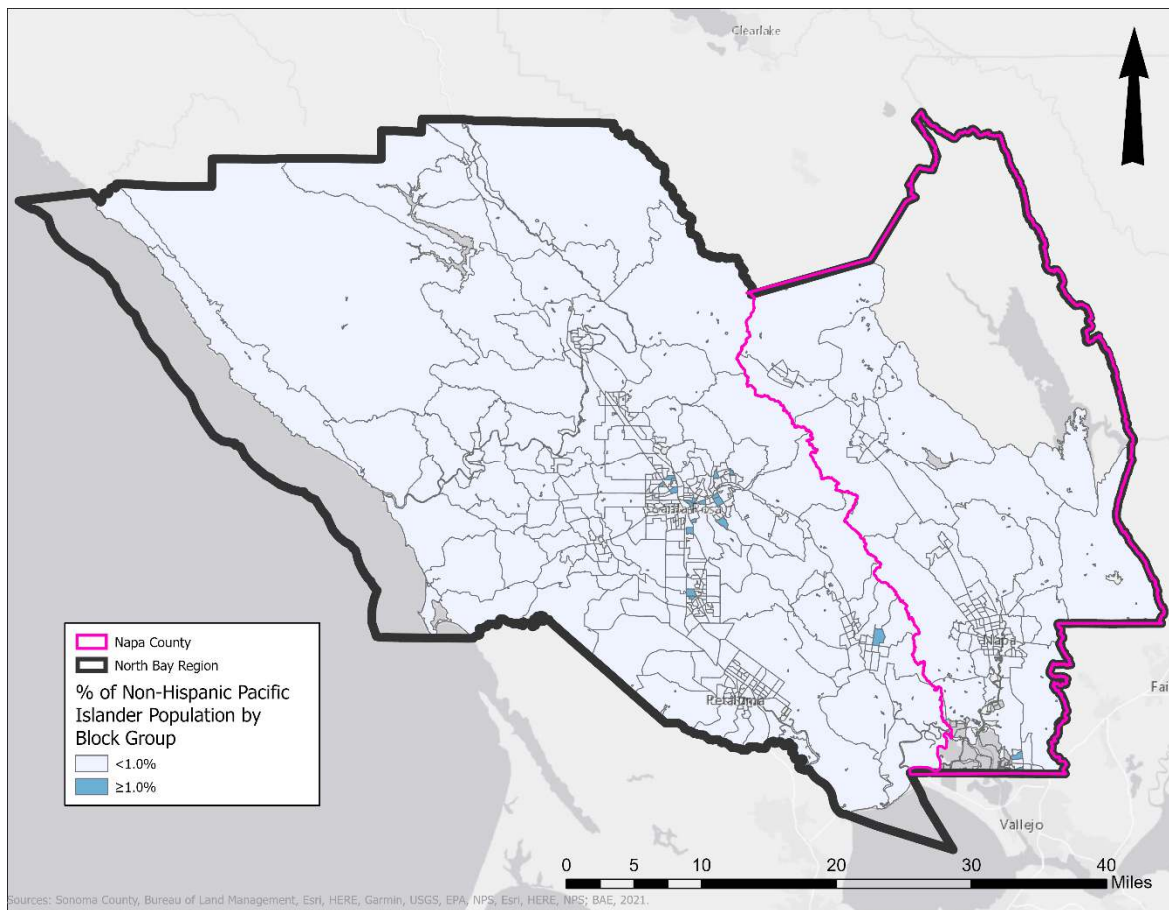 Clearlake
Santa Rosa
Napa
Petaluma
Fai
Vallejo
Napa County
North Bay Region
% of Non-Hispanic Pacific
Islander Population by
Block Group
<1.0%
≥1.0%
0 5 10 20 30 40
Miles
Sources: Sonoma County, Bureau of Land Management, Esri, HERE, Garmin, USGS, EPA, NPS, Esri, HERE, NPS; BAE, 2021.